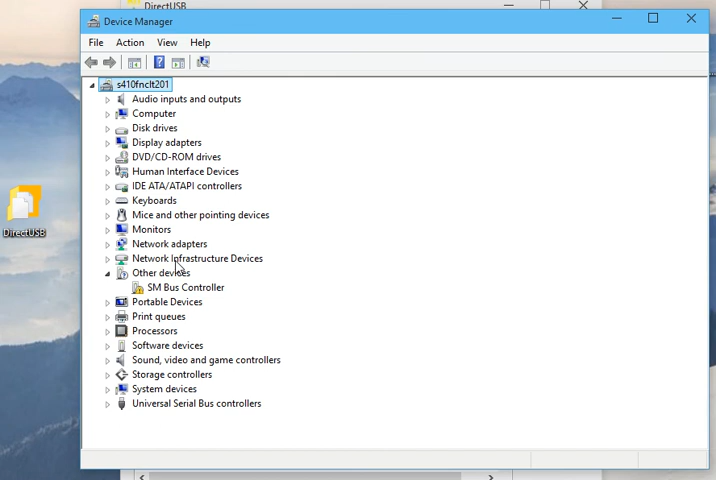 DirectUSB
Device Manager
File Action View Help
s410fnclt201
Audio inputs and outputs
Computer
Disk drives
Display adapters
DVD/CD-ROM drives
Human Interface Devices
IDE ATA/ATAPI controllers
Keyboards
Mice and other pointing devices
Monitors
Network adapters
Network Infrastructure Devices
Other devices
SM Bus Controller
Portable Devices
Print queues
Processors
Software devices
Sound, video and game controllers
Storage controllers
System devices
Universal Serial Bus controllers
DirectUSB